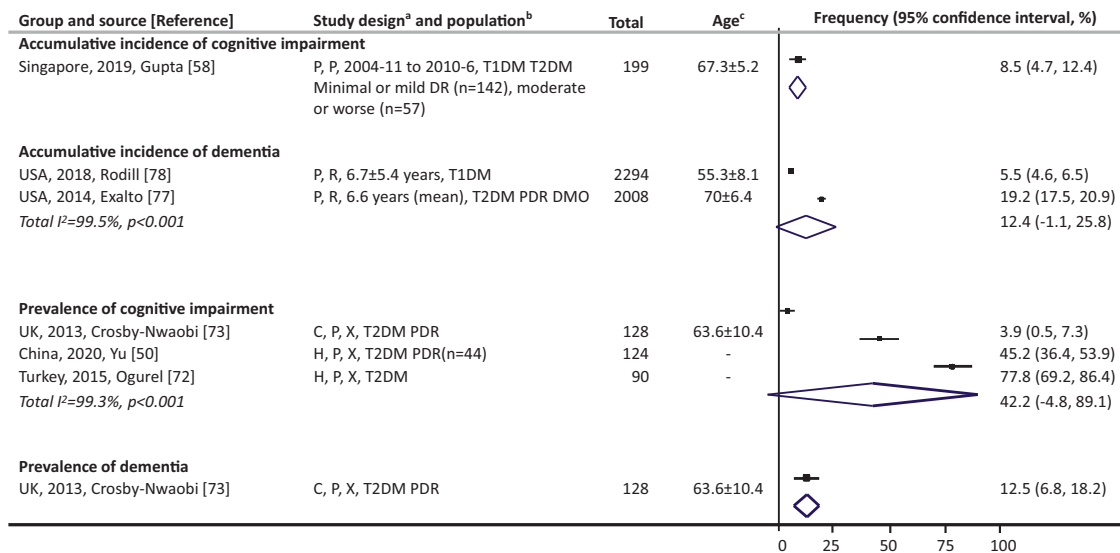 Group and source [Reference] Study designᵃ and populationᵇ Total Ageᶜ Frequency (95% confidence interval, %)
Accumulative incidence of cognitive impairment
Singapore, 2019, Gupta [58] P, P, 2004-11 to 2010-6, T1DM T2DM 199 67.3±5.2 8.5 (4.7, 12.4)
Minimal or mild DR (n=142), moderate
or worse (n=57)
Accumulative incidence of dementia
USA, 2018, Rodill [78] P, R, 6.7±5.4 years, T1DM 2294 55.3±8.1 5.5 (4.6, 6.5)
USA, 2014, Exalto [77] P, R, 6.6 years (mean), T2DM PDR DMO 2008 70±6.4 19.2 (17.5, 20.9)
Total I²=99.5%, p<0.001 12.4 (-1.1, 25.8)
Prevalence of cognitive impairment
UK, 2013, Crosby-Nwaobi [73] C, P, X, T2DM PDR 128 63.6±10.4 3.9 (0.5, 7.3)
China, 2020, Yu [50] H, P, X, T2DM PDR(n=44) 124 - 45.2 (36.4, 53.9)
Turkey, 2015, Ogurel [72] H, P, X, T2DM 90 - 77.8 (69.2, 86.4)
Total I²=99.3%, p<0.001 42.2 (-4.8, 89.1)
Prevalence of dementia
UK, 2013, Crosby-Nwaobi [73] C, P, X, T2DM PDR 128 63.6±10.4 12.5 (6.8, 18.2)
0 25 50 75 100